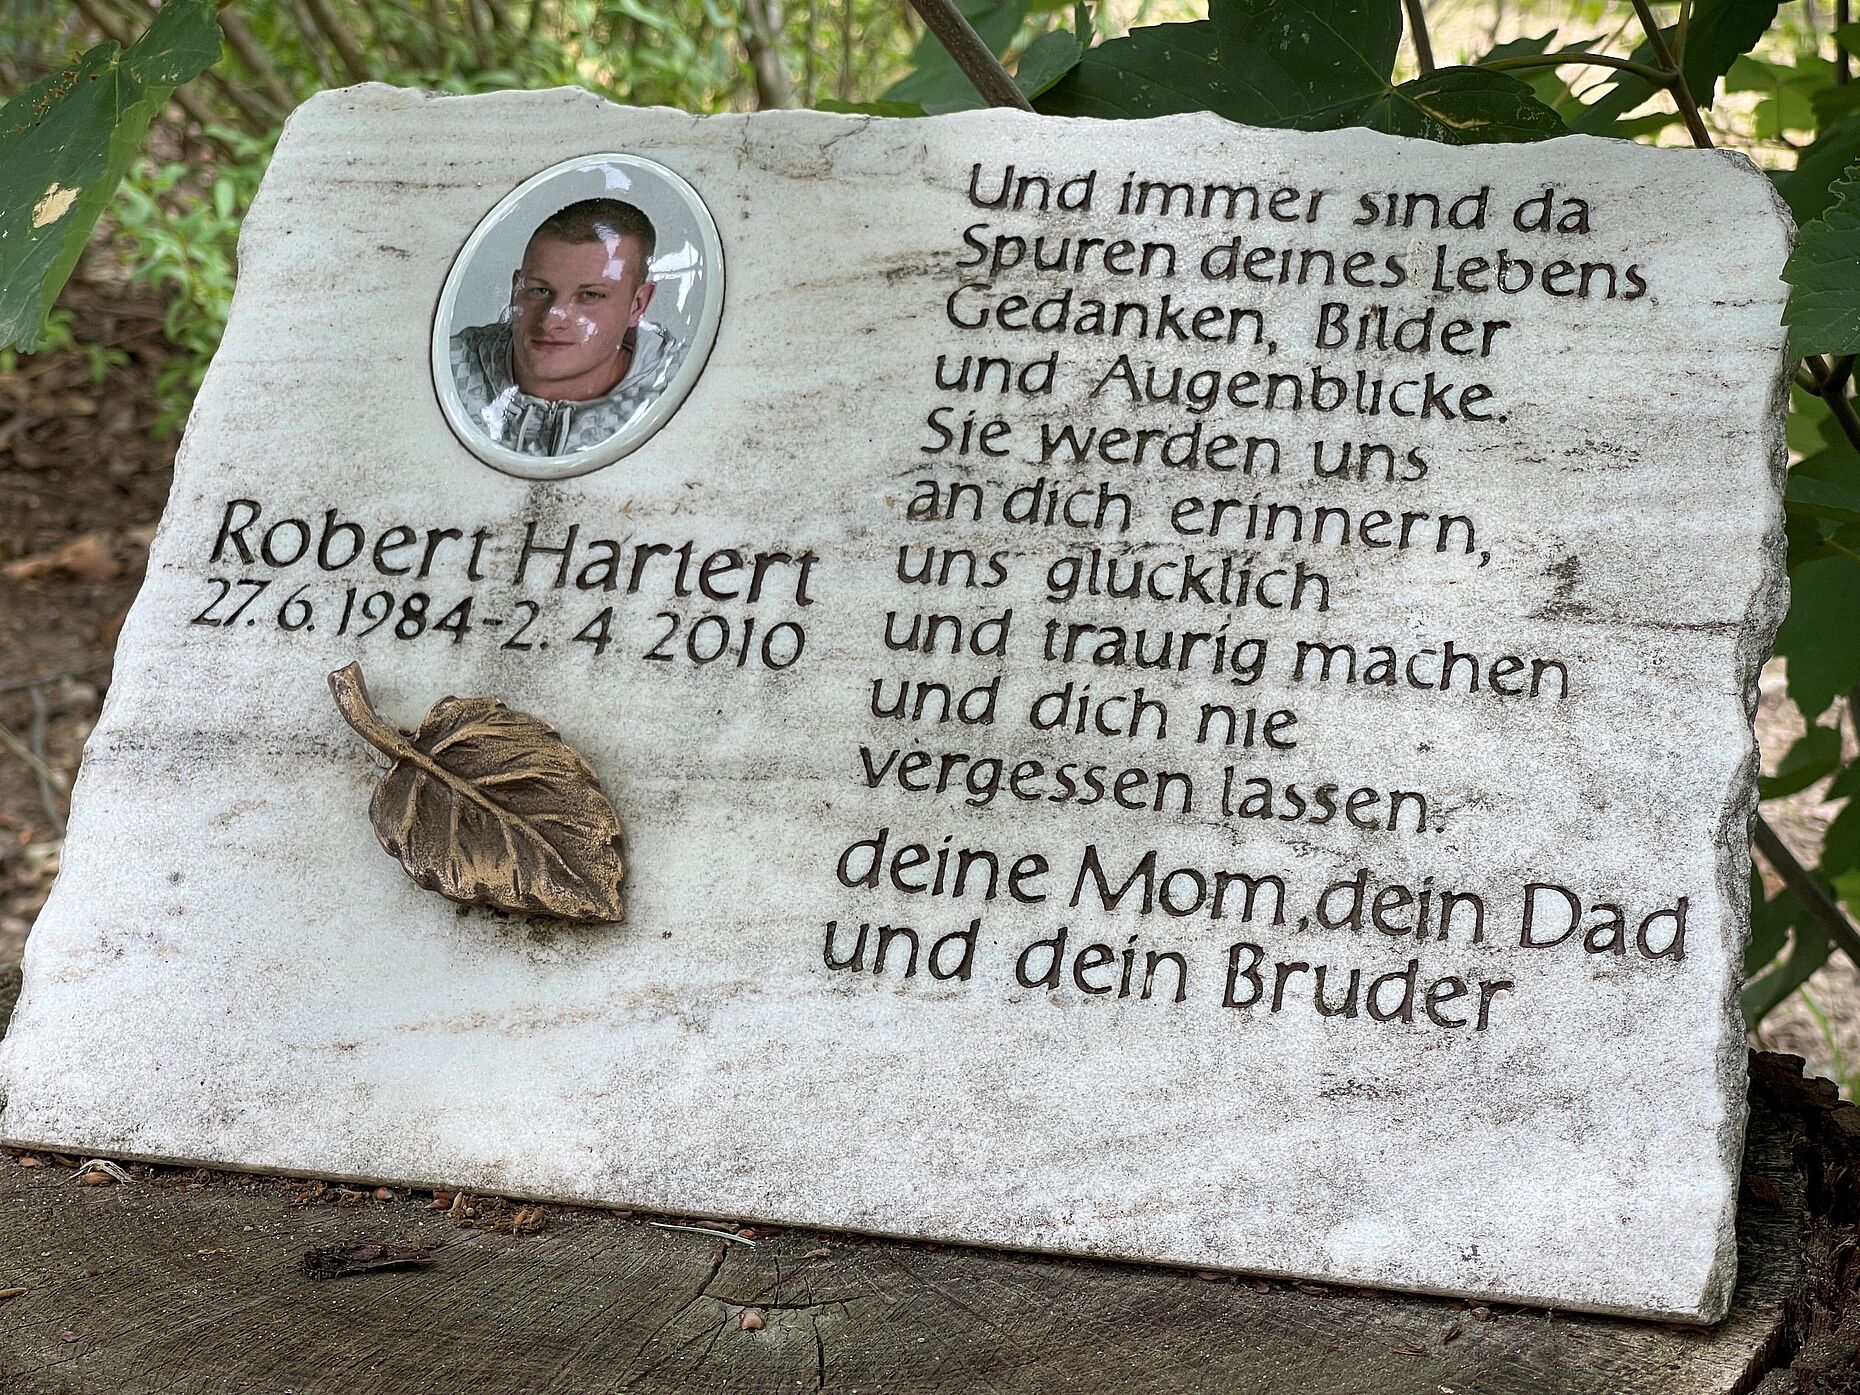 Robert Hartert
27. 6. 1984 - 2. 4. 2010
Und immer sind da
Spuren deines Lebens
Gedanken, Bilder
und Augenblicke.
Sie werden uns
an dich erinnern,
uns glücklich
und traurig machen
und dich nie
vergessen lassen.
deine Mom, dein Dad
und dein Bruder